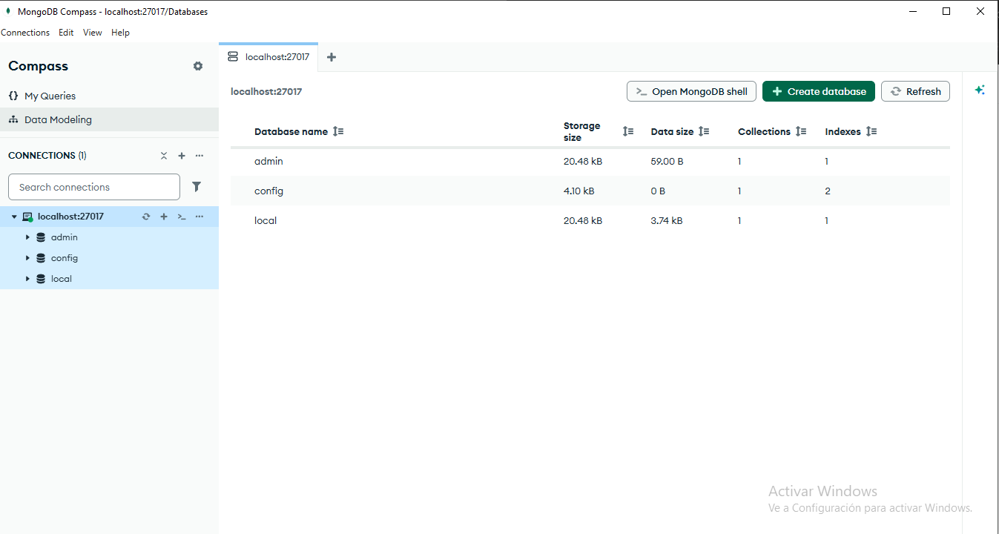 MongoDB Compass - localhost:27017/Databases
Connections Edit View Help
Compass
My Queries
Data Modeling
CONNECTIONS (1)
Search connections
localhost:27017
admin
config
local
localhost:27017
localhost:27017
Open MongoDB shell
Create database
Refresh
Database name Storage size Data size Collections Indexes
admin 20.48 kB 59.00 B 1 1
config 4.10 kB 0 B 1 2
local 20.48 kB 3.74 kB 1 1
Activar Windows
Ve a Configuración para activar Windows.